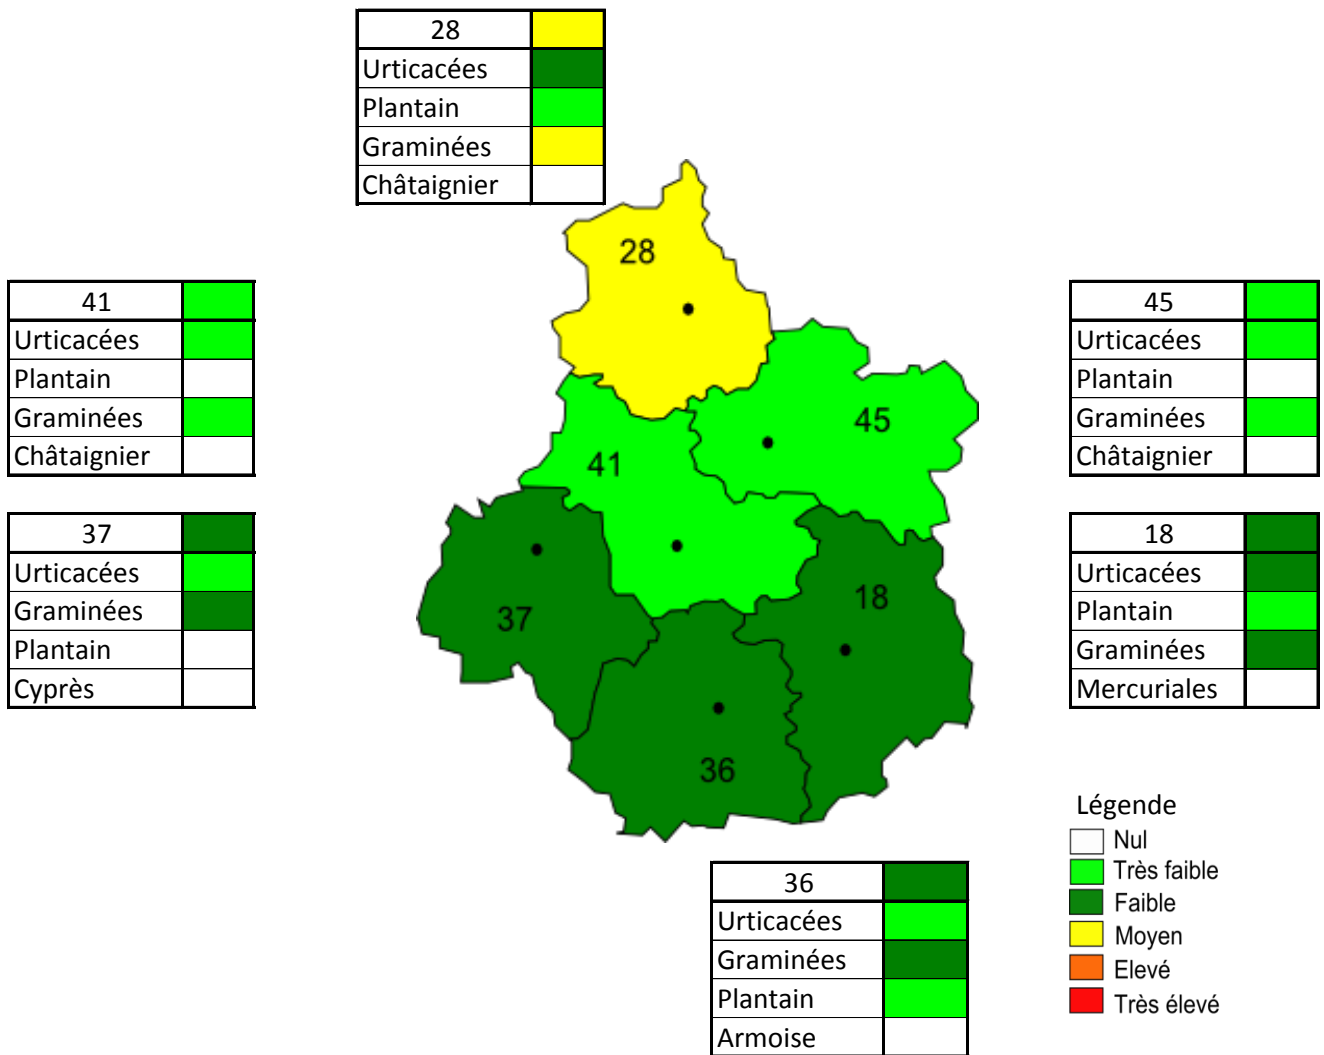 28
Urticacées
Plantain
Graminées
Châtaignier
28
41
Urticacées
Plantain
Graminées
Châtaignier
45
Urticacées
Plantain
Graminées
Châtaignier
45
41
37
Urticacées
Graminées
Plantain
Cyprès
18
Urticacées
Plantain
Graminées
Mercuriales
18
37
36
Légende
Nul
Très faible
Faible
Moyen
Elevé
Très élevé
36
Urticacées
Graminées
Plantain
Armoise